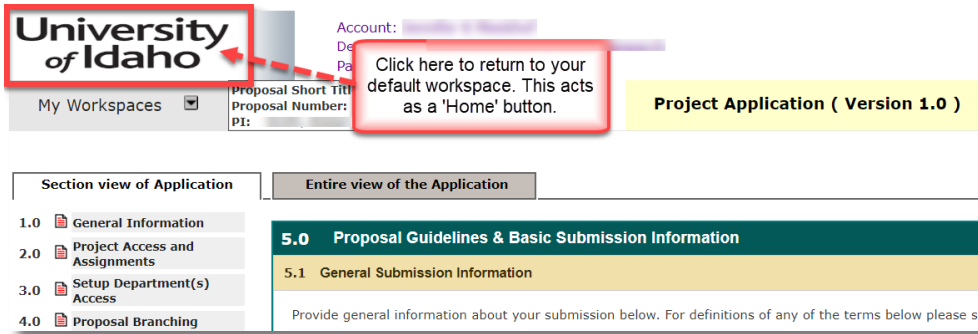 University
of Idaho
Account:
De
Pa
Click here to return to your
default workspace. This acts
as a 'Home' button.
My Workspaces
Proposal Short Titl
Proposal Number:
PI:
Project Application ( Version 1.0 )
Section view of Application
Entire view of the Application
1.0 General Information
2.0 Project Access and
Assignments
3.0 Setup Department(s)
Access
4.0 Proposal Branching
5.0 Proposal Guidelines & Basic Submission Information
5.1 General Submission Information
Provide general information about your submission below. For definitions of any of the terms below please s